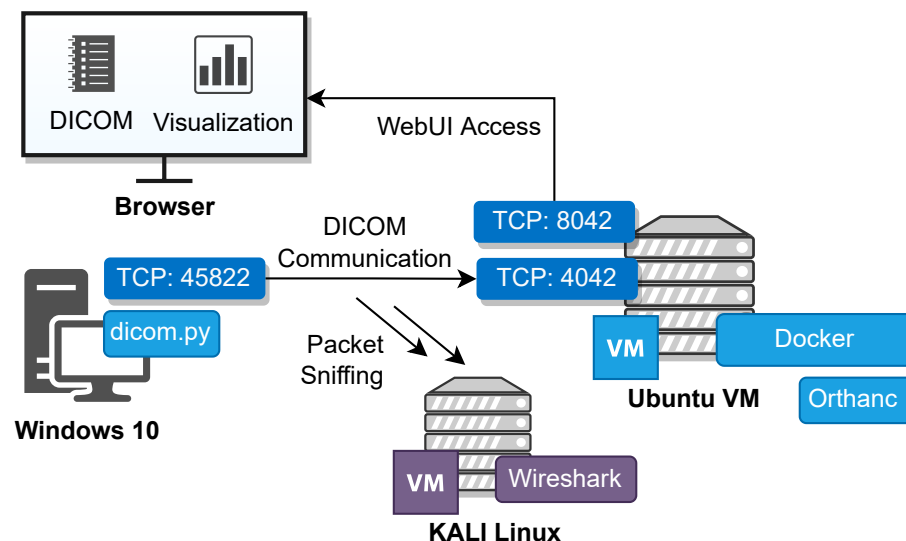 DICOM
Visualization
WebUI Access
Browser
TCP: 8042
DICOM
Communication
TCP: 45822
TCP: 4042
dicom.py
Packet
Sniffing
VM
Docker
Ubuntu VM
Orthanc
Windows 10
VM
Wireshark
KALI Linux